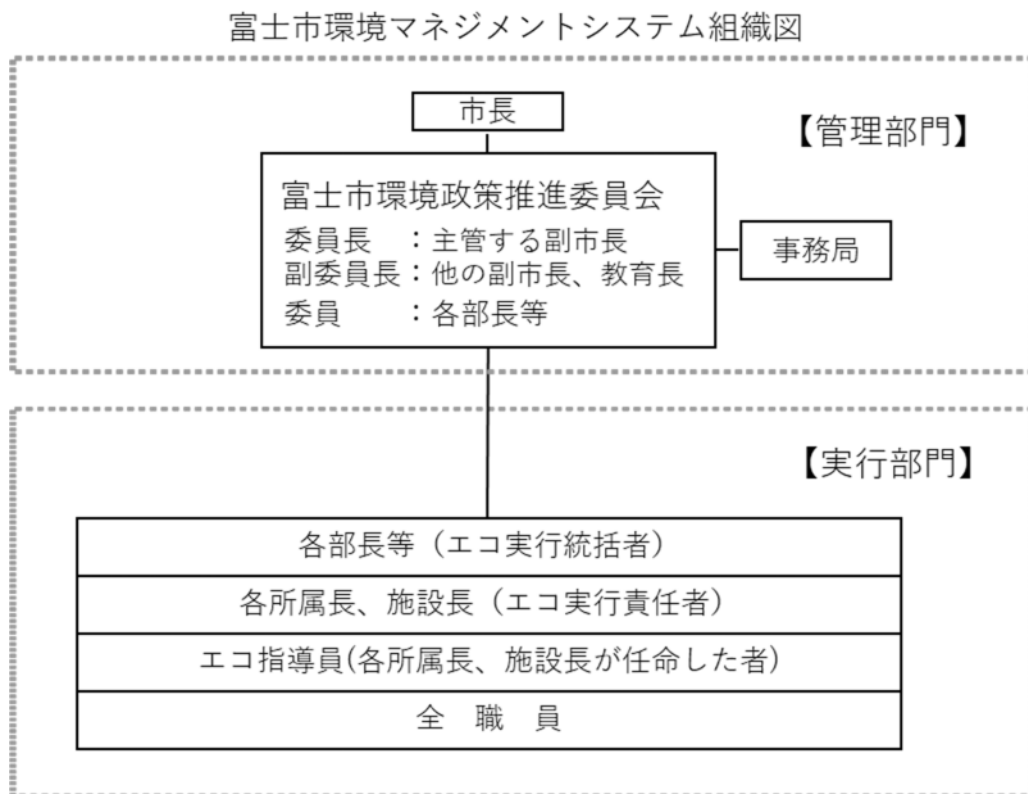 富士市環境マネジメントシステム組織図
市長
【管理部門】
富士市環境政策推進委員会
委員長　：主管する副市長
副委員長：他の副市長、教育長
委員　　：各部長等
事務局
【実行部門】
各部長等（エコ実行統括者）
各所属長、施設長（エコ実行責任者）
エコ指導員(各所属長、施設長が任命した者)
全　職　員